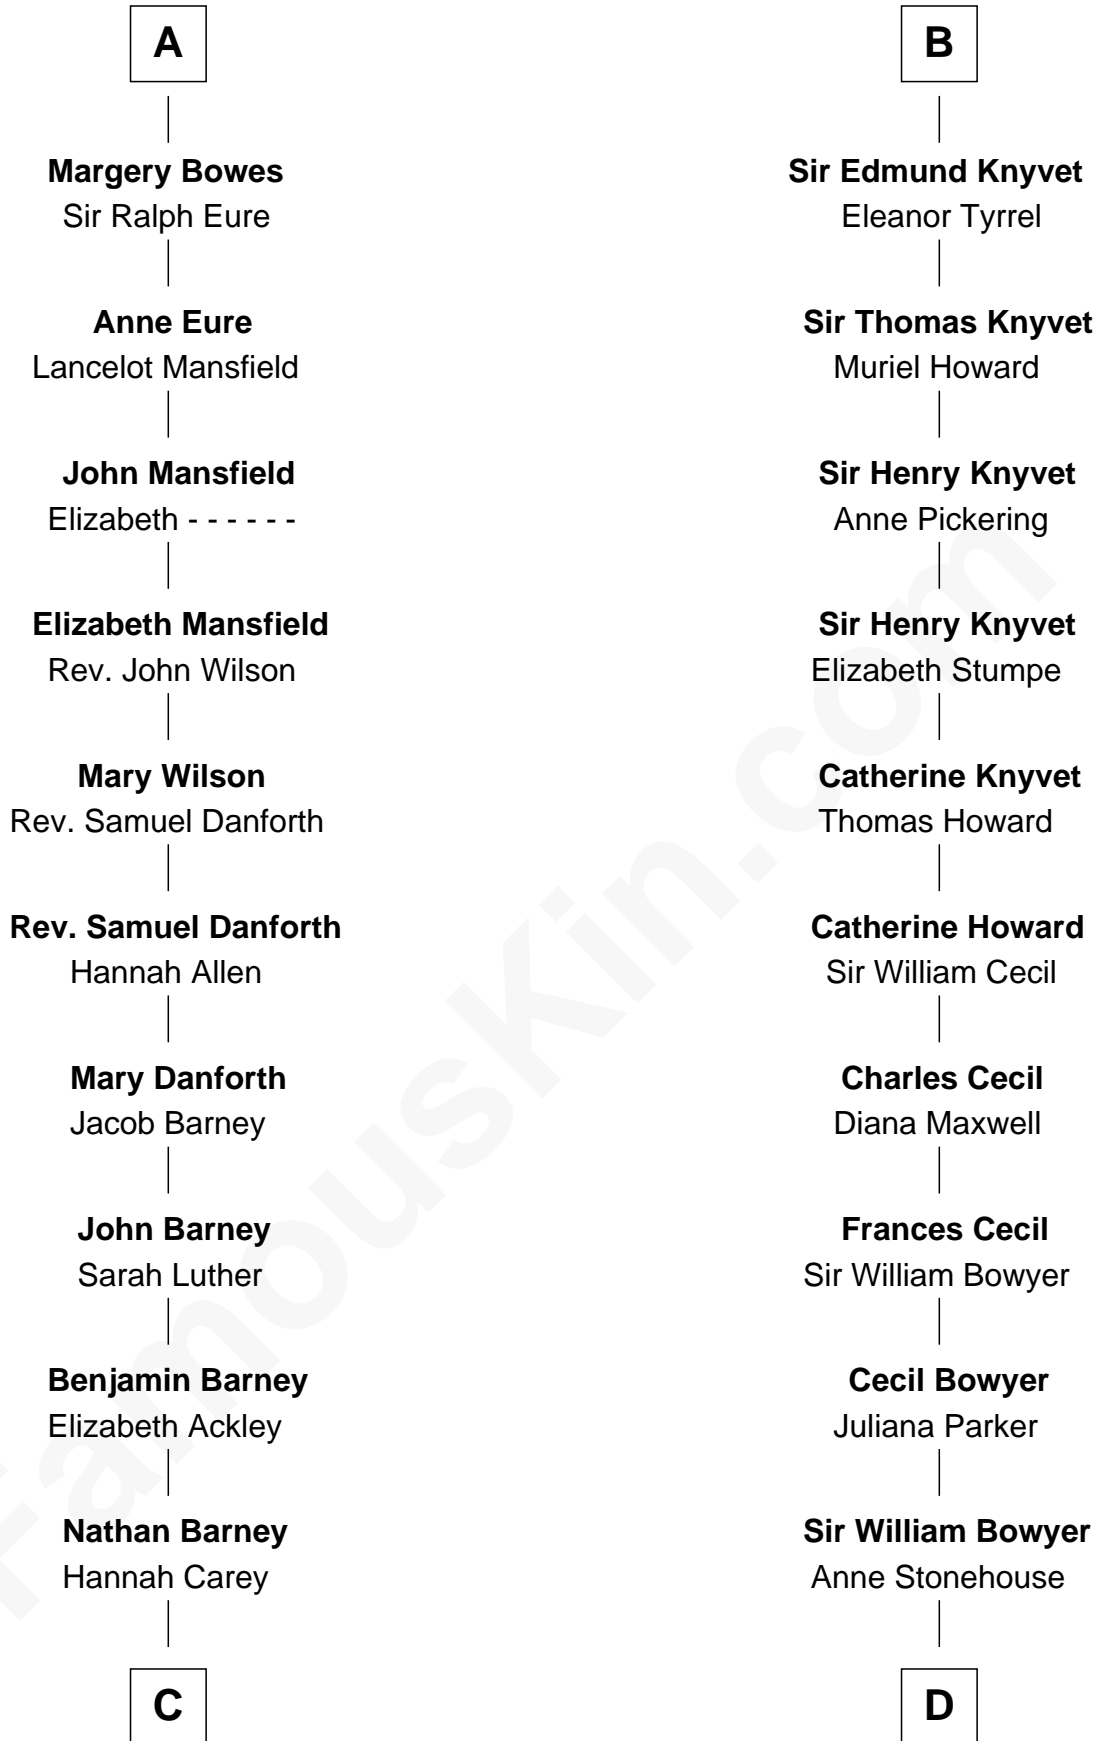 A
Margery Bowes
Sir Ralph Eure
Anne Eure
Lancelot Mansfield
John Mansfield
Elizabeth - - - - - -
Elizabeth Mansfield
Rev. John Wilson
Mary Wilson
Rev. Samuel Danforth
Rev. Samuel Danforth
Hannah Allen
Mary Danforth
Jacob Barney
John Barney
Sarah Luther
Benjamin Barney
Elizabeth Ackley
Nathan Barney
Hannah Carey
C
B
Sir Edmund Knyvet
Eleanor Tyrrel
Sir Thomas Knyvet
Muriel Howard
Sir Henry Knyvet
Anne Pickering
Sir Henry Knyvet
Elizabeth Stumpe
Catherine Knyvet
Thomas Howard
Catherine Howard
Sir William Cecil
Charles Cecil
Diana Maxwell
Frances Cecil
Sir William Bowyer
Cecil Bowyer
Juliana Parker
Sir William Bowyer
Anne Stonehouse
D
FamousKin.com